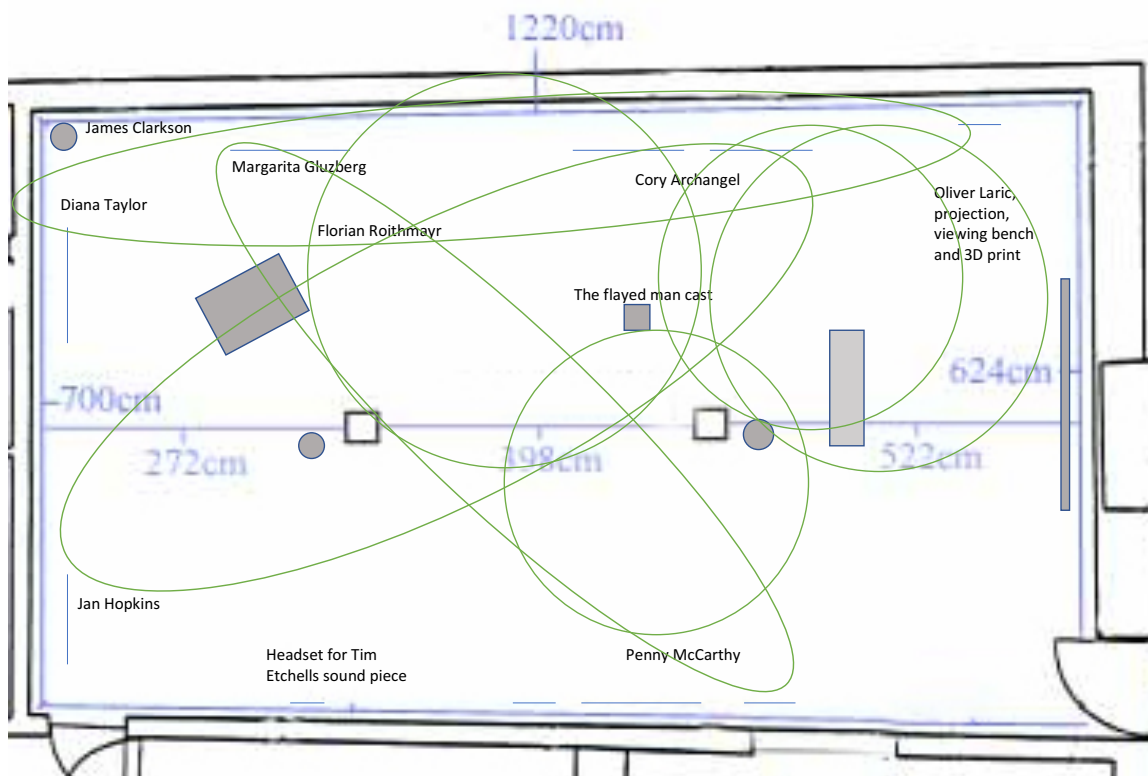 1220cm
James Clarkson
Margarita Gluzberg
Cory Archangel
Oliver Laric,
projection,
viewing bench
and 3D print
Diana Taylor
Florian Roithmayr
The flayed man cast
624cm
700cm
272cm
398cm
522cm
Jan Hopkins
Headset for Tim
Etchells sound piece
Penny McCarthy